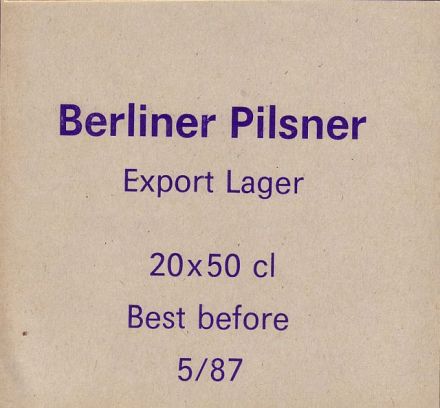 Berliner Pilsner
Export Lager
20x50 cl
Best before
5/87